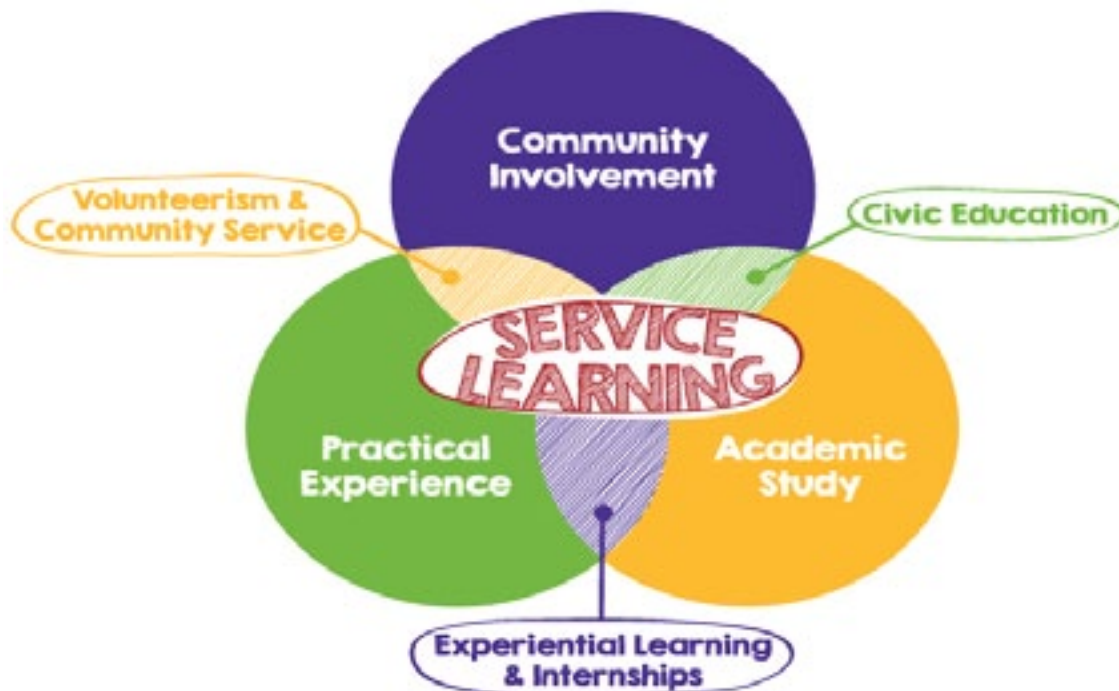 Community
Involvement
Volunteerism &
Community Service
Civic Education
SERVICE
LEARNING
Practical
Experience
Academic
Study
Experiential Learning
& Internships